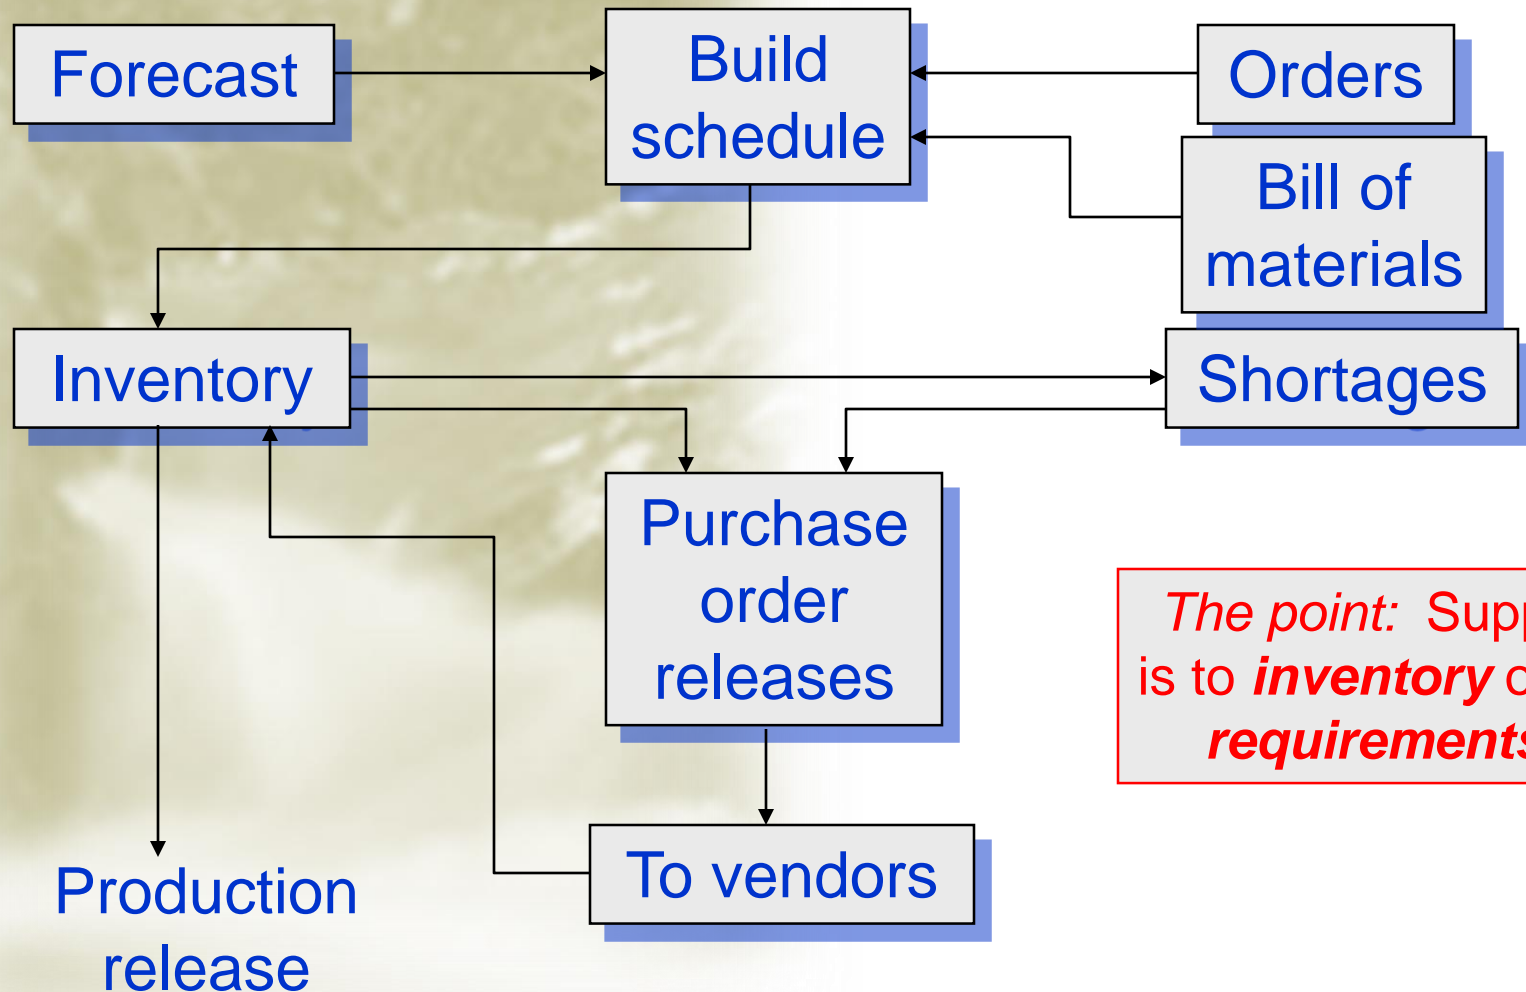 Forecast
Build
schedule
Orders
Bill of
materials
Inventory
Shortages
Purchase
order
releases
The point:
is to inventory
requirements
To vendors
Production
release